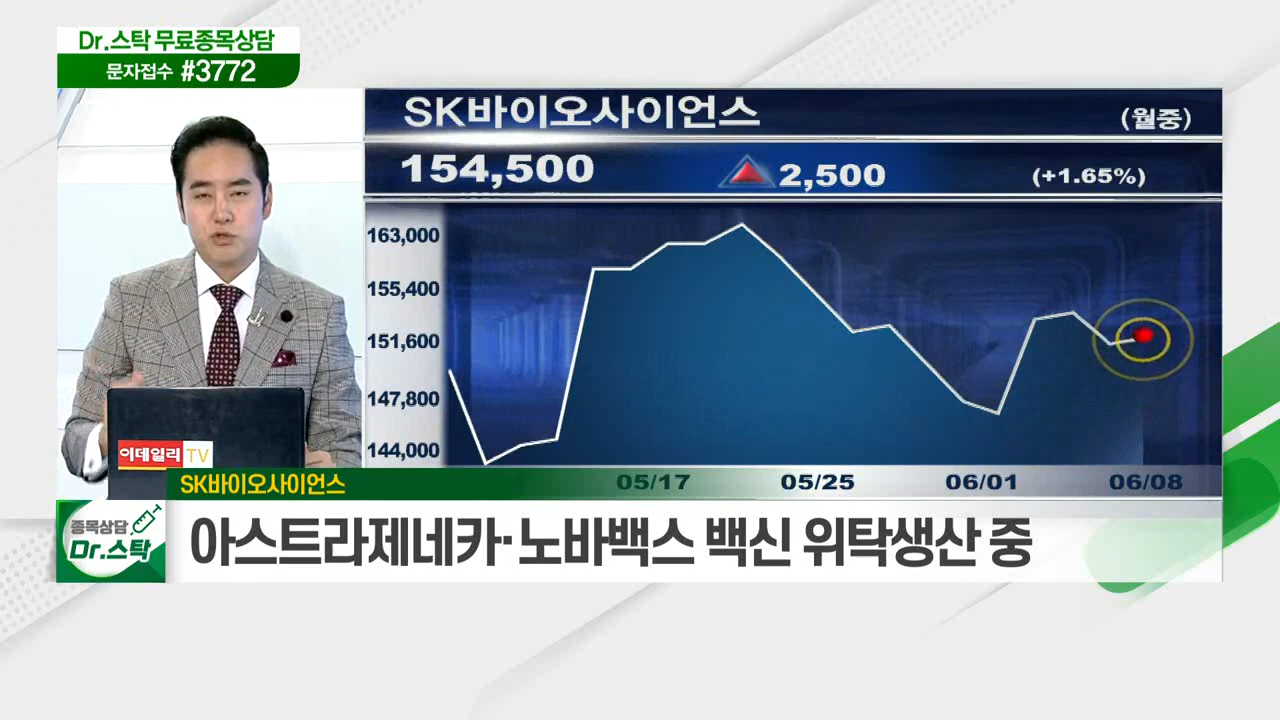 Dr.스탁 무료종목상담
문자접수 #3772
SK바이오사이언스 (월중)
154,500 ▲ 2,500 (+1.65%)
163,000
155,400
151,600
147,800
144,000
05/17 05/25 06/01 06/08
이데일리 TV
SK바이오사이언스
종목상담
Dr.스탁
아스트라제네카·노바백스 백신 위탁생산 중